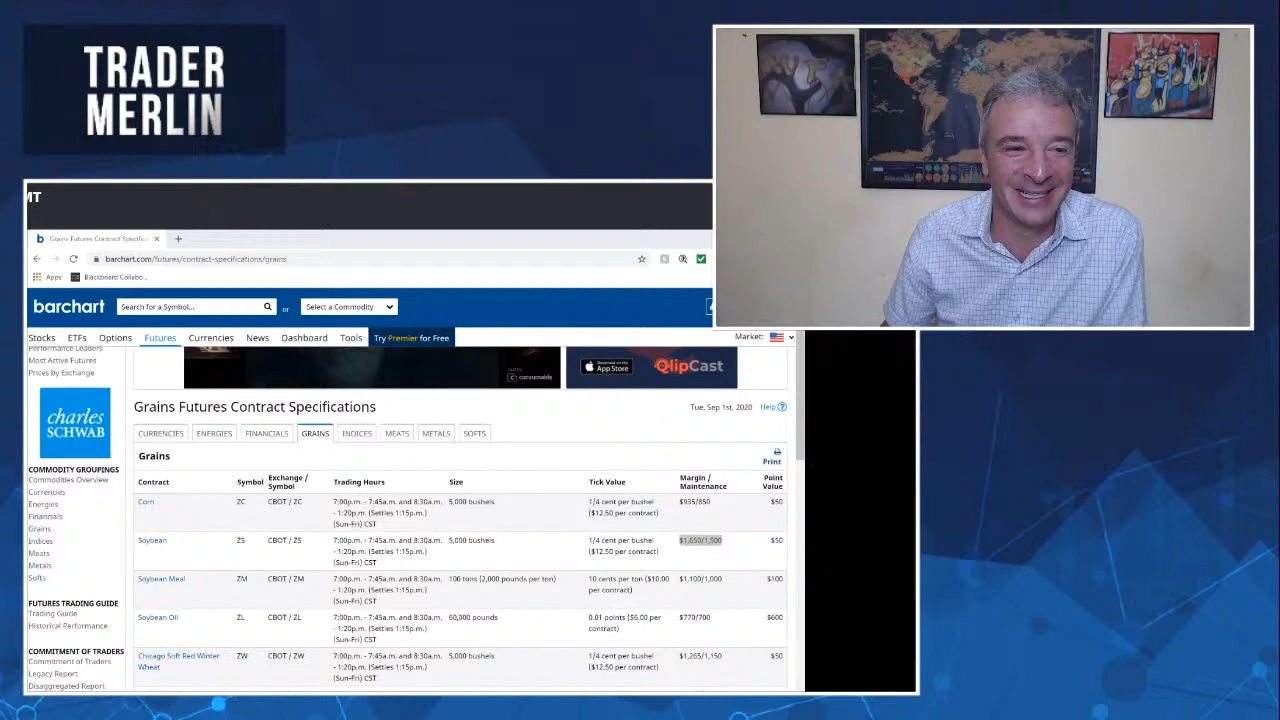 TRADER
MERLIN
MT
Grains Futures Contract Specific
barchart.com/futures/contract-specifications/grains
Apps Blackboard Collabo...
barchart Search for a Symbol... or Select a Commodity
Stocks ETFs Options Futures Currencies News Dashboard Tools Try Premier for Free Market:
Performance Leaders
Most Active Futures
Prices by Exchange
consumable
Download on the
App Store
QlipCast
charles
SCHWAB
COMMODITY GROUPINGS
Commodities Overview
Currencies
Energies
Financials
Grains
Indices
Meats
Metals
Softs
FUTURES TRADING GUIDE
Trading Guide
Historical Performance
COMMITMENT OF TRADERS
Commitment of Traders
Legacy Report
Disaggregated Report
Grains Futures Contract Specifications Tue, Sep 1st, 2020 Help
CURRENCIES ENERGIES FINANCIALS GRAINS INDICES MEATS METALS SOFTS
Grains Print
Contract Symbol Exchange / Symbol Trading Hours Size Tick Value Margin / Maintenance Point Value
Corn ZC CBOT / ZC 7:00p.m. - 7:45a.m. and 8:30a.m. 5,000 bushels 1/4 cent per bushel $935/850 $50
- 1:20p.m. (Settles 1:15p.m.) ($12.50 per contract)
(Sun-Fri) CST
Soybean ZS CBOT / ZS 7:00p.m. - 7:45a.m. and 8:30a.m. 5,000 bushels 1/4 cent per bushel $1,650/1,500 $50
- 1:20p.m. (Settles 1:15p.m.) ($12.50 per contract)
(Sun-Fri) CST
Soybean Meal ZM CBOT / ZM 7:00p.m. - 7:45a.m. and 8:30a.m. 100 tons (2,000 pounds per ton) 10 cents per ton ($10.00 $1,100/1,000 $100
- 1:20p.m. (Settles 1:15p.m.) per contract)
(Sun-Fri) CST
Soybean Oil ZL CBOT / ZL 7:00p.m. - 7:45a.m. and 8:30a.m. 60,000 pounds 0.01 points ($6.00 per $770/700 $600
- 1:20p.m. (Settles 1:15p.m.) contract)
(Sun-Fri) CST
Chicago Soft Red Winter ZW CBOT / ZW 7:00p.m. - 7:45a.m. and 8:30a.m. 5,000 bushels 1/4 cent per bushel $1,265/1,150 $50
Wheat - 1:20p.m. (Settles 1:15p.m.) ($12.50 per contract)
(Sun-Fri) CST